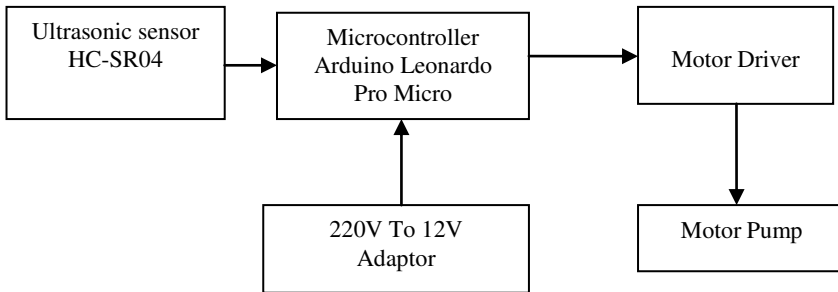 Ultrasonic sensor
HC-SR04
Microcontroller
Arduino Leonardo
Pro Micro
Motor Driver
220V To 12V
Adaptor
Motor Pump